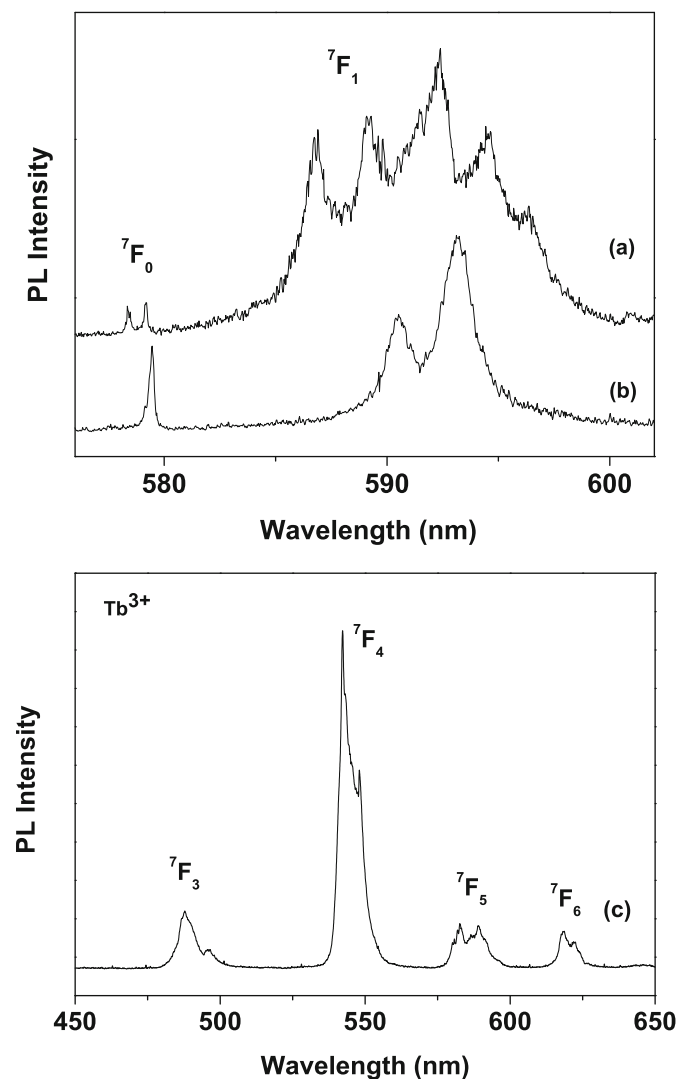 ⁷F₁
⁷F₀
(a)
(b)
PL Intensity
580 590 600
Wavelength (nm)
Tb³⁺
⁷F₄
⁷F₃
⁷F₅
⁷F₆
(c)
PL Intensity
450 500 550 600 650
Wavelength (nm)